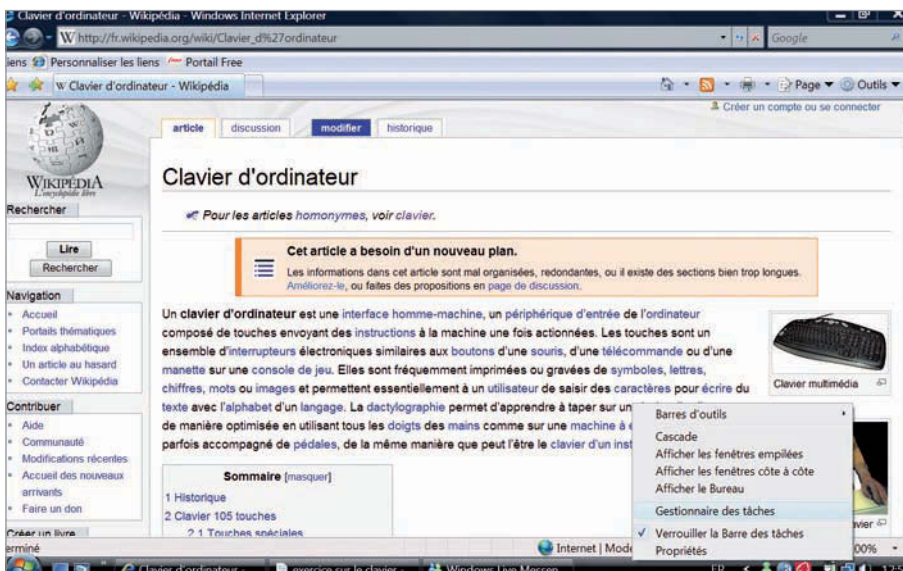 Clavier d'ordinateur - Wikipédia - Windows Internet Explorer
http://fr.wikipedia.org/wiki/Clavier_d%27ordinateur
Google
iens Personnaliser les liens free Portail Free
W Clavier d'ordinateur - Wikipédia
Page Outils
Créer un compte ou se connecter
article discussion modifier historique
WIKIPÉDIA
L'encyclopédie libre
Clavier d'ordinateur
Rechercher
Pour les articles homonymes, voir clavier.
Lire
Rechercher
Cet article a besoin d'un nouveau plan.
Les informations dans cet article sont mal organisées, redondantes, ou il existe des sections bien trop longues.
Améliorez-le, ou faites des propositions en page de discussion.
Navigation
Accueil
Portails thématiques
Index alphabétique
Un article au hasard
Contacter Wikipédia
Un clavier d'ordinateur est une interface homme-machine, un périphérique d'entrée de l'ordinateur
composé de touches envoyant des instructions à la machine une fois actionnées. Les touches sont un
ensemble d'interrupteurs électroniques similaires aux boutons d'une souris, d'une télécommande ou d'une
manette sur une console de jeu. Elles sont fréquemment imprimées ou gravées de symboles, lettres,
chiffres, mots ou images et permettent essentiellement à un utilisateur de saisir des caractères pour écrire du
texte avec l'alphabet d'un langage. La dactylographie permet d'apprendre à taper sur un
de manière optimisée en utilisant tous les doigts des mains comme sur une machine à é
parfois accompagné de pédales, de la même manière que peut l'être le clavier d'un inst
Clavier multimédia
Contribuer
Aide
Communauté
Modifications récentes
Accueil des nouveaux
arrivants
Faire un don
Créer un livre
Sommaire [masquer]
1 Historique
2 Clavier 105 touches
2.1 Touches spéciales
Barres d'outils
Cascade
Afficher les fenêtres empilées
Afficher les fenêtres côte à côte
Afficher le Bureau
Gestionnaire des tâches
Verrouiller la Barre des tâches
Propriétés
vier
erminé
Internet | Mode
00%
Clavier d'ordinateur - exercice sur le clavier - Windows Live Messen
FR 12:5